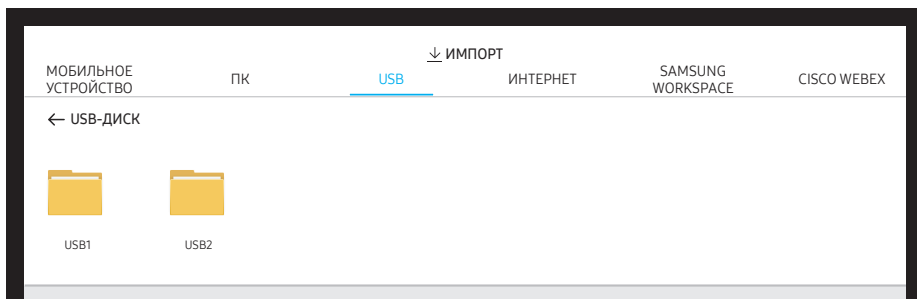 ИМПОРТ
МОБИЛЬНОЕ
УСТРОЙСТВО
ПК
USB
ИНТЕРНЕТ
SAMSUNG
WORKSPACE
CISCO WEBEX
USB-ДИСК
USB1
USB2